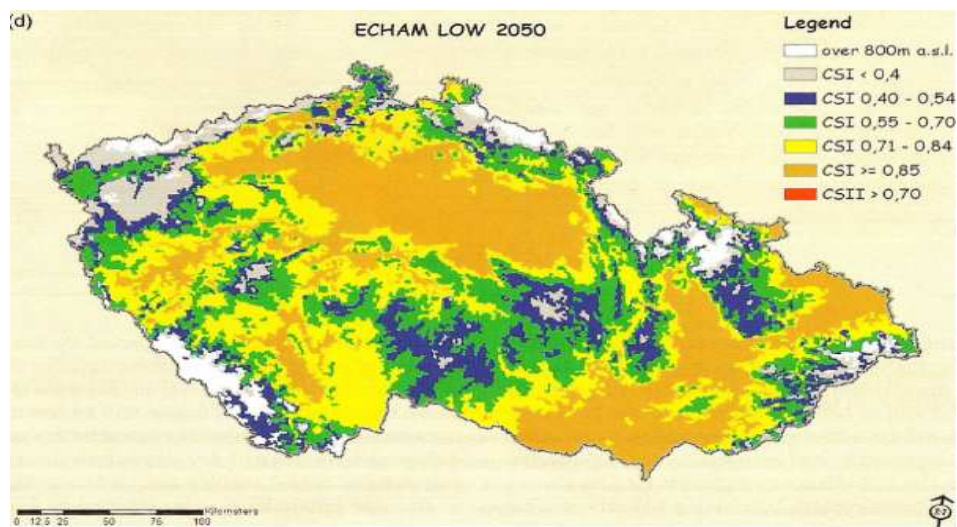 (d)
ECHAM LOW 2050
Legend
over 800m a.s.l.
CSI < 0,4
CSI 0,40 - 0,54
CSI 0,55 - 0,70
CSI 0,71 - 0,84
CSI >= 0,85
CSII > 0,70
Kilometers
0 12.5 25 50 75 100